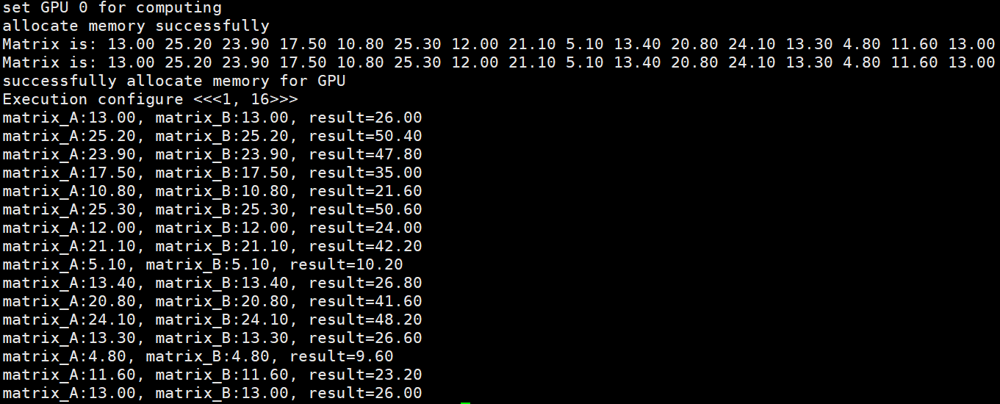 set GPU 0 for computing
allocate memory successfully
Matrix is: 13.00 25.20 23.90 17.50 10.80 25.30 12.00 21.10 5.10 13.40 20.80 24.10 13.30 4.80 11.60 13.00
Matrix is: 13.00 25.20 23.90 17.50 10.80 25.30 12.00 21.10 5.10 13.40 20.80 24.10 13.30 4.80 11.60 13.00
successfully allocate memory for GPU
Execution configure <<<1, 16>>>
matrix_A:13.00, matrix_B:13.00, result=26.00
matrix_A:25.20, matrix_B:25.20, result=50.40
matrix_A:23.90, matrix_B:23.90, result=47.80
matrix_A:17.50, matrix_B:17.50, result=35.00
matrix_A:10.80, matrix_B:10.80, result=21.60
matrix_A:25.30, matrix_B:25.30, result=50.60
matrix_A:12.00, matrix_B:12.00, result=24.00
matrix_A:21.10, matrix_B:21.10, result=42.20
matrix_A:5.10, matrix_B:5.10, result=10.20
matrix_A:13.40, matrix_B:13.40, result=26.80
matrix_A:20.80, matrix_B:20.80, result=41.60
matrix_A:24.10, matrix_B:24.10, result=48.20
matrix_A:13.30, matrix_B:13.30, result=26.60
matrix_A:4.80, matrix_B:4.80, result=9.60
matrix_A:11.60, matrix_B:11.60, result=23.20
matrix_A:13.00, matrix_B:13.00, result=26.00